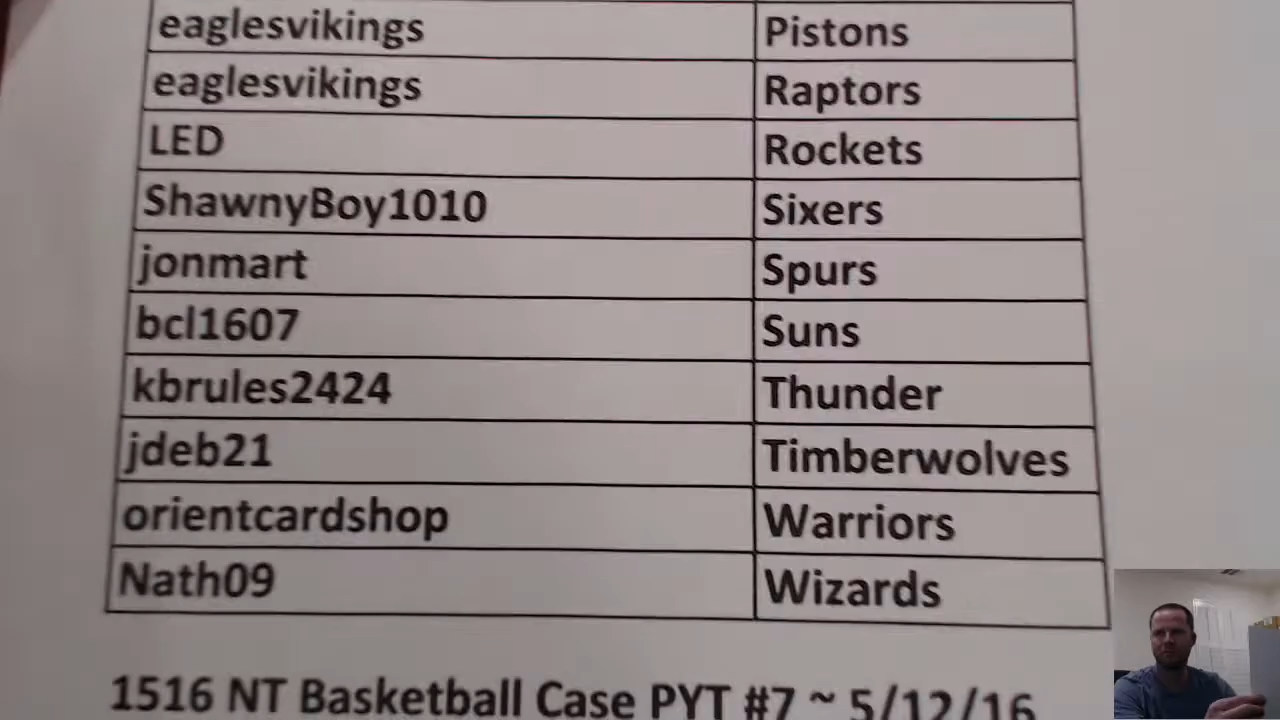 eaglesvikings Pistons
eaglesvikings Raptors
LED Rockets
ShawnyBoy1010 Sixers
jonmart Spurs
bcl1607 Suns
kbrules2424 Thunder
jdeb21 Timberwolves
orientcardshop Warriors
Nath09 Wizards
1516 NT Basketball Case PYT #7 ~ 5/12/16